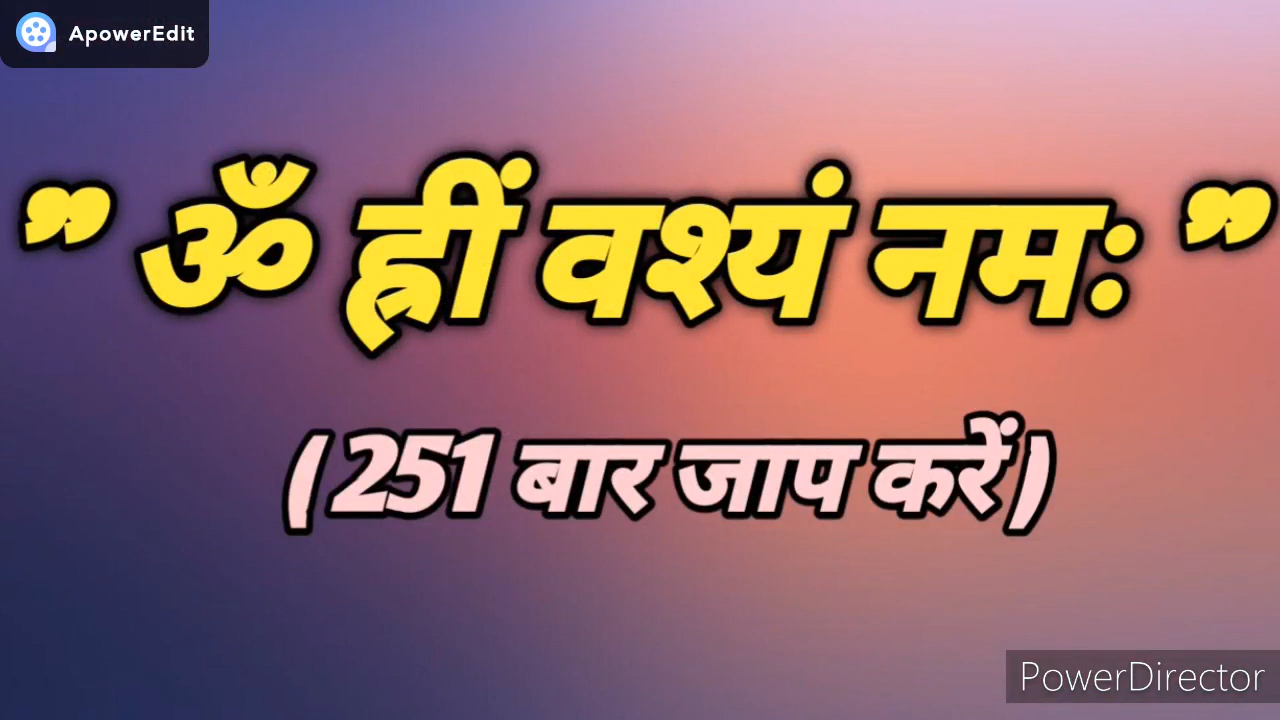 ApowerEdit
” ॐ ह्रीं वश्यं नमः ”
( 251 बार जाप करें )
PowerDirector